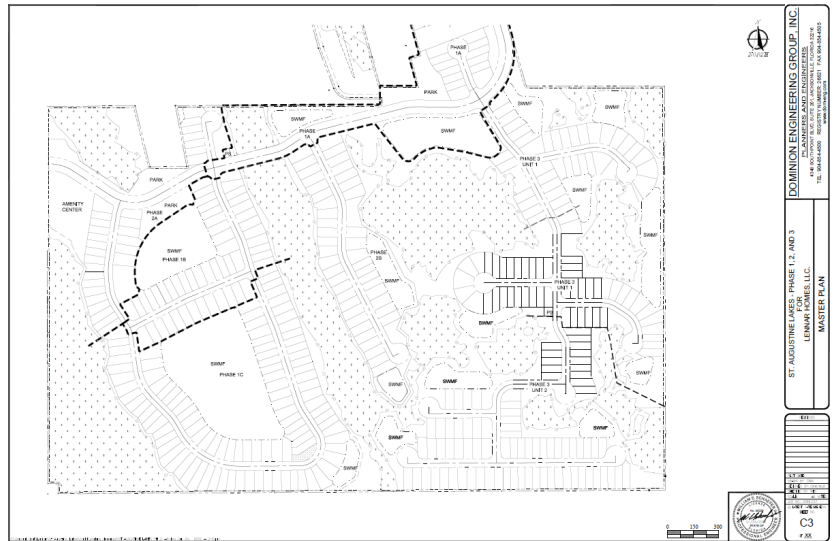 PHASE
1A
PARK
SWMF
PHASE
1A
SWMF
SWMF
SWMF
PHASE 3
UNIT 1
PARK
AMENITY
CENTER
PARK
PHASE
2A
SWMF
SWMF
SWMF
PHASE 1B
PHASE
2B
SWMF
PHASE 3
UNIT 1
SWMF
PS
SWMF
PHASE 1C
SWMF
SWMF
PHASE 3
UNIT 2
SWMF
SWMF
SWMF
SWMF
0 150 300
DOMINION ENGINEERING GROUP, INC.
PLANNERS AND ENGINEERS
ST. AUGUSTINE LAKES - PHASE 1, 2, AND 3
FOR
LENNAR HOMES, LLC.
MASTER PLAN
C3